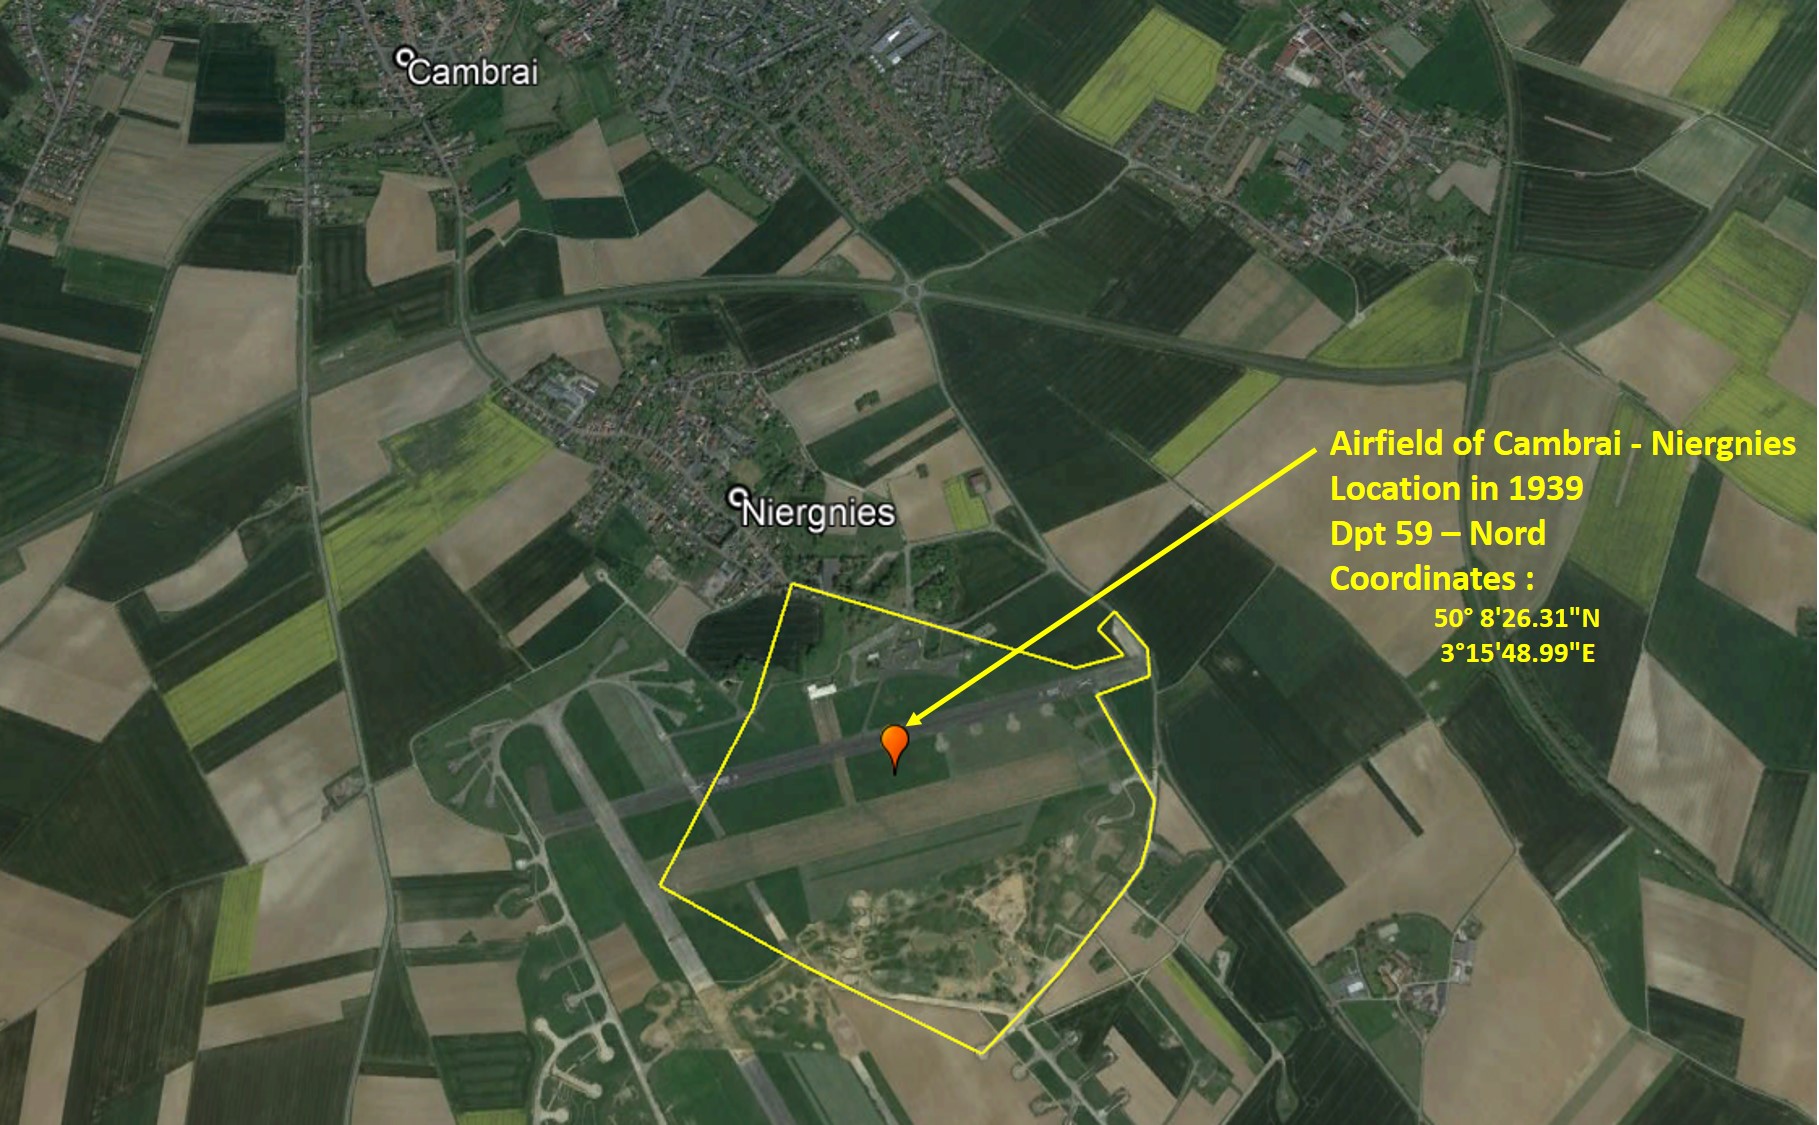 Cambrai
Airfield of Cambrai - Niergnies
Location in 1939
Niergnies
Dpt 59 – Nord
Coordinates :
50° 8'26.31"N
3°15'48.99"E